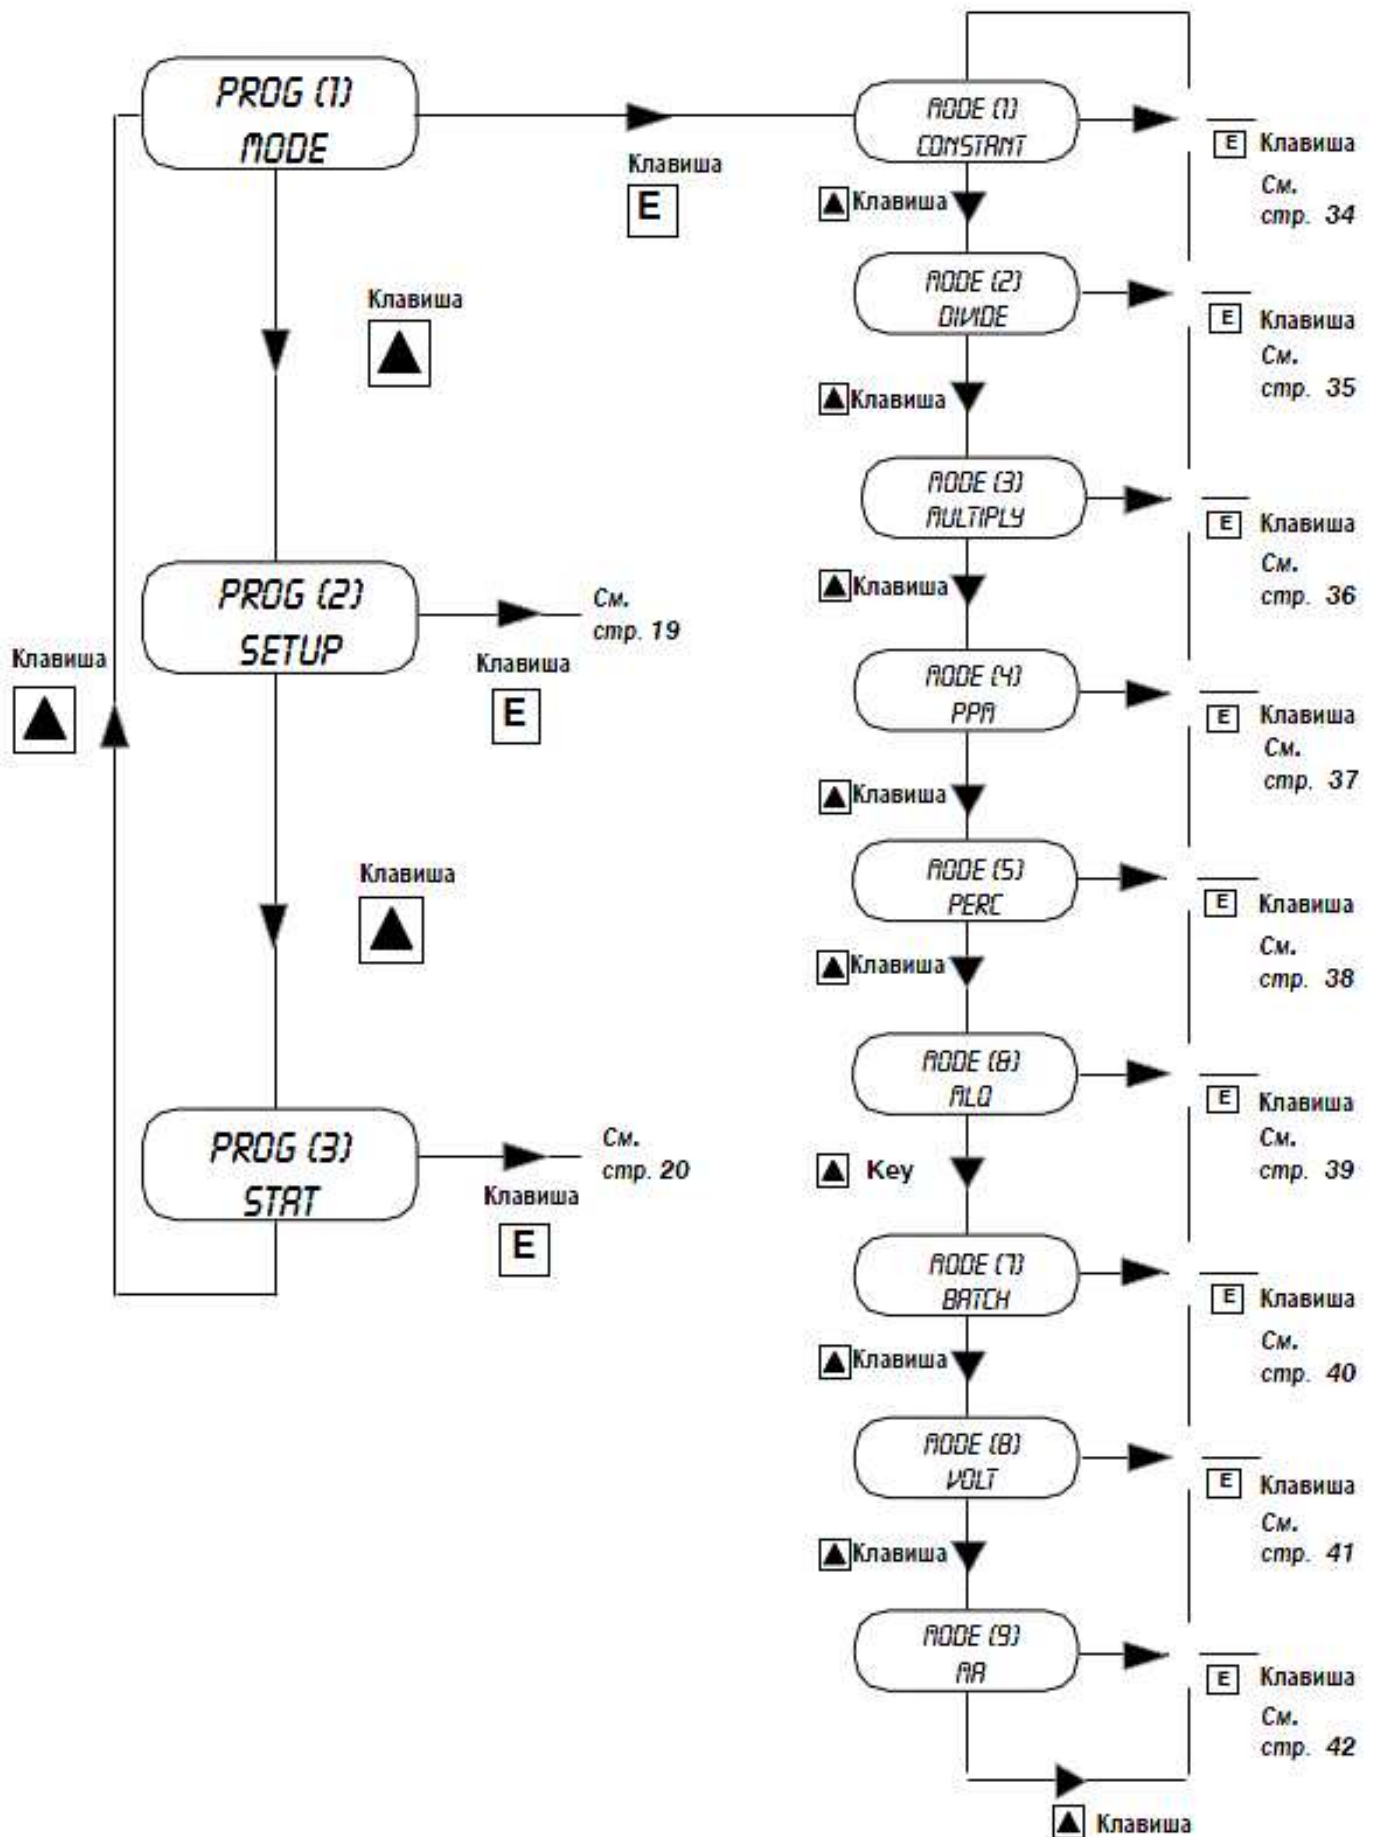 PROG (1)
MODE
Клавиша
E
Клавиша
PROG (2)
SETUP
См.
стр. 19
Клавиша
E
Клавиша
Клавиша
PROG (3)
STAT
См.
стр. 20
Клавиша
E
MODE (1)
CONSTANT
E Клавиша
См.
стр. 34
Клавиша
MODE (2)
DIVIDE
E Клавиша
См.
стр. 35
Клавиша
MODE (3)
MULTIPLY
E Клавиша
См.
стр. 36
Клавиша
MODE (4)
PPM
E Клавиша
См.
стр. 37
Клавиша
MODE (5)
PERC
E Клавиша
См.
стр. 38
Клавиша
MODE (6)
MLQ
E Клавиша
См.
стр. 39
Key
MODE (7)
BATCH
E Клавиша
См.
стр. 40
Клавиша
MODE (8)
VOLT
E Клавиша
См.
стр. 41
Клавиша
MODE (9)
MA
E Клавиша
См.
стр. 42
Клавиша